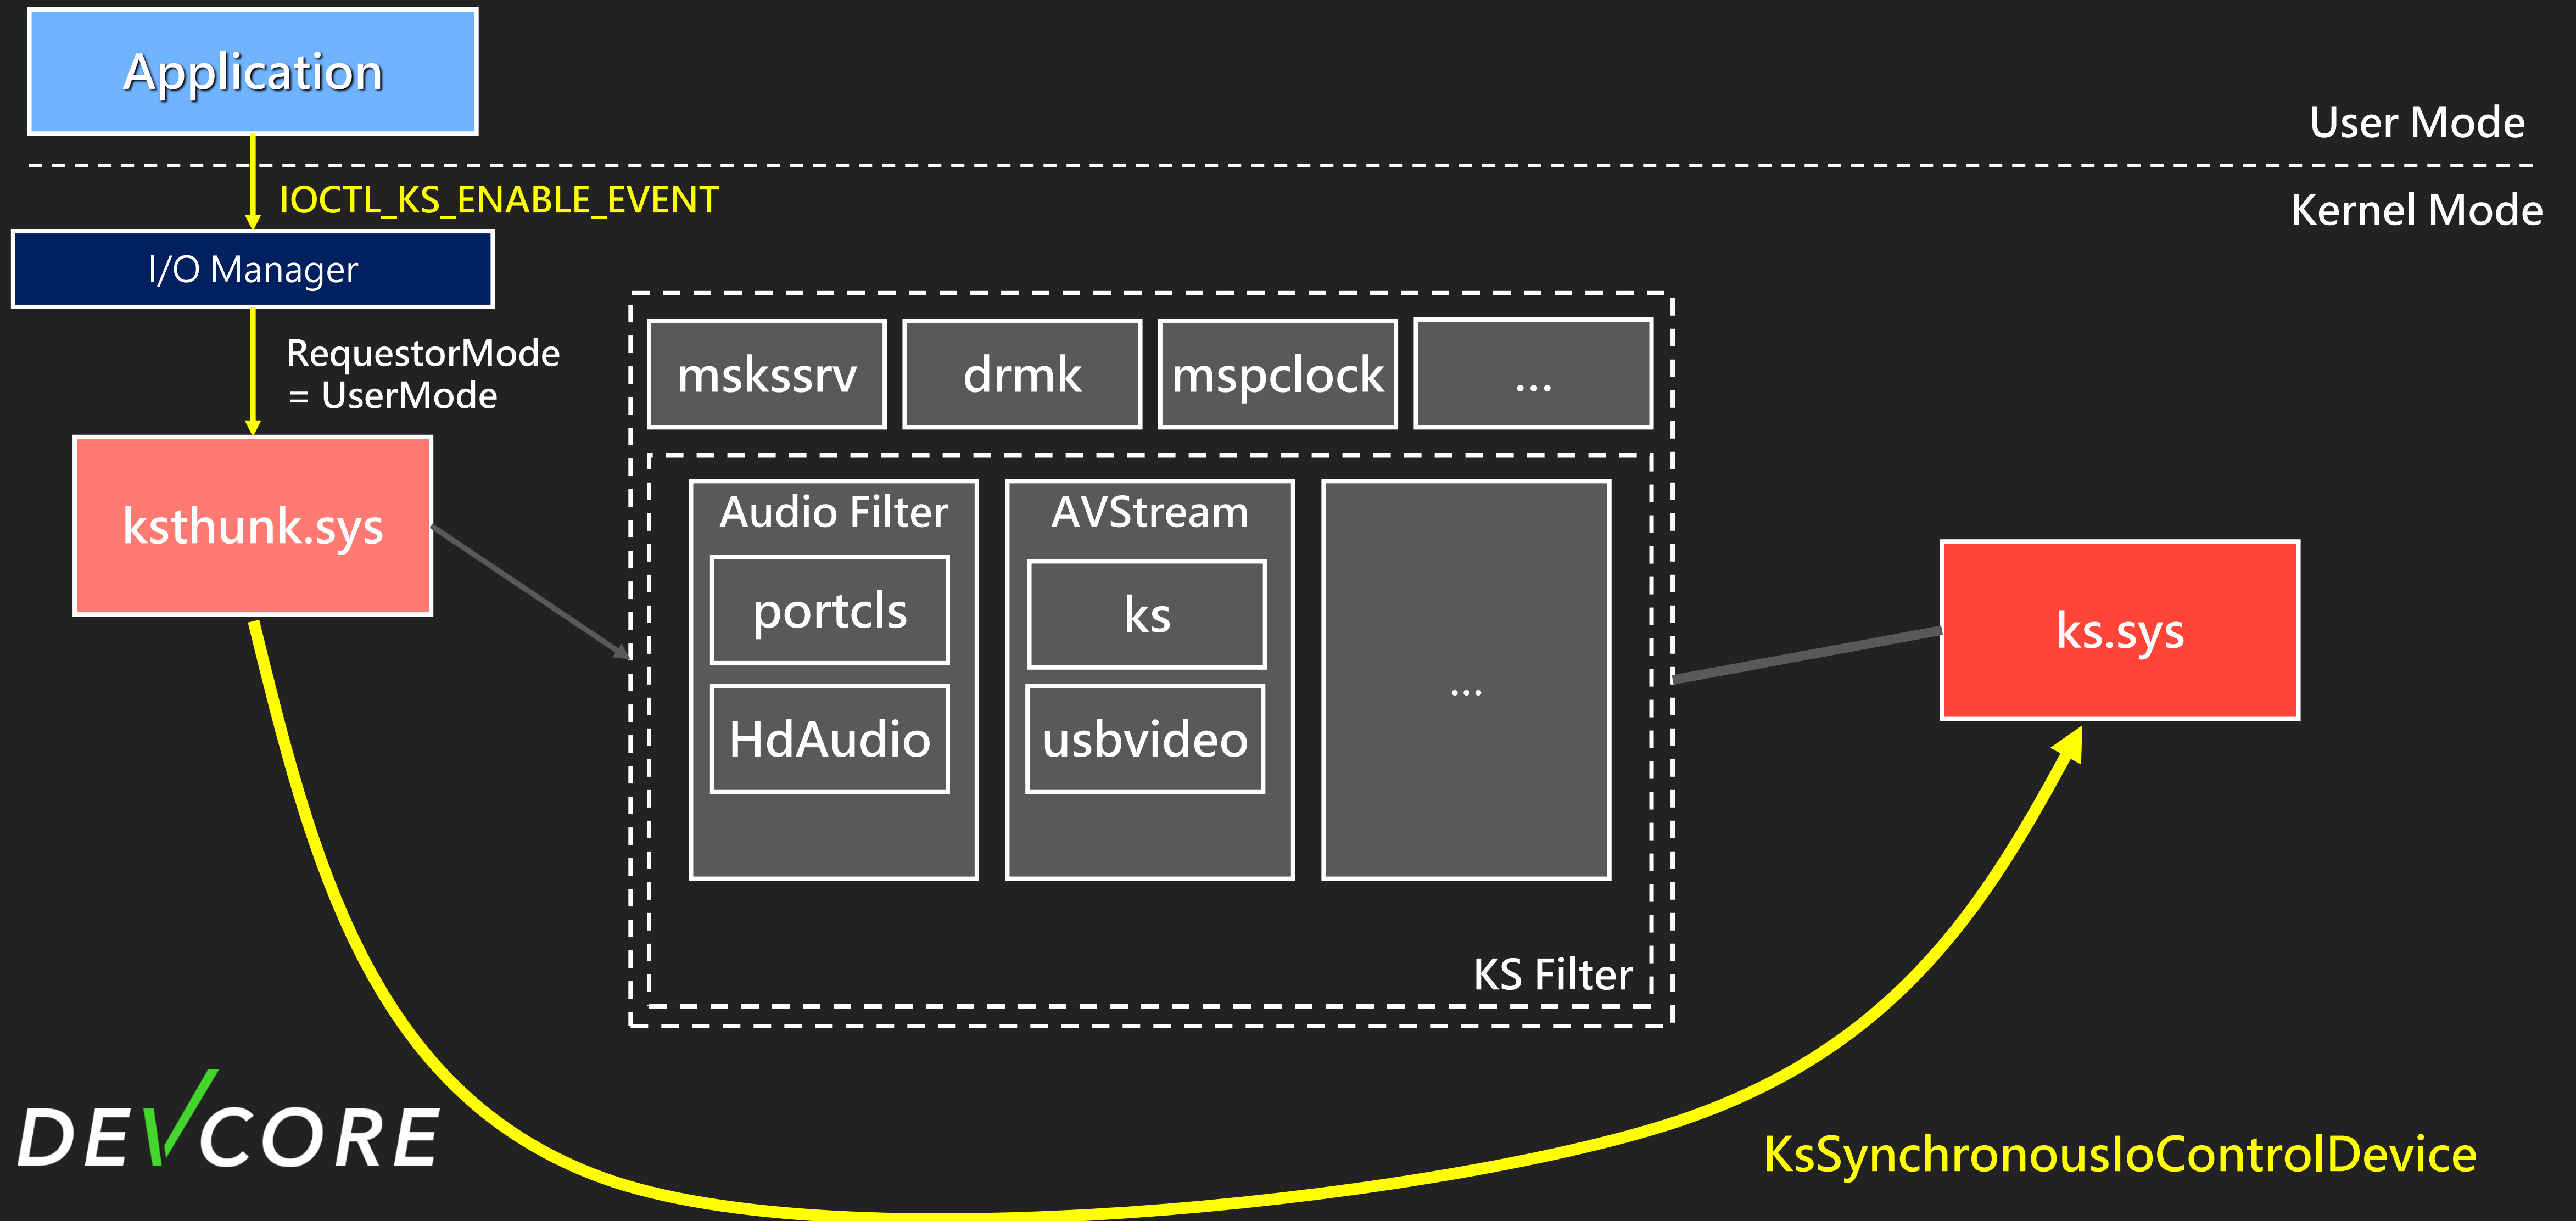 Application
User Mode
IOCTL_KS_ENABLE_EVENT
Kernel Mode
I/O Manager
RequestorMode
= UserMode
mskssrv
drmk
mspclock
...
ksthunk.sys
Audio Filter
portcls
HdAudio
AVStream
ks
usbvideo
...
KS Filter
ks.sys
DEVCORE
KsSynchronousIoControlDevice